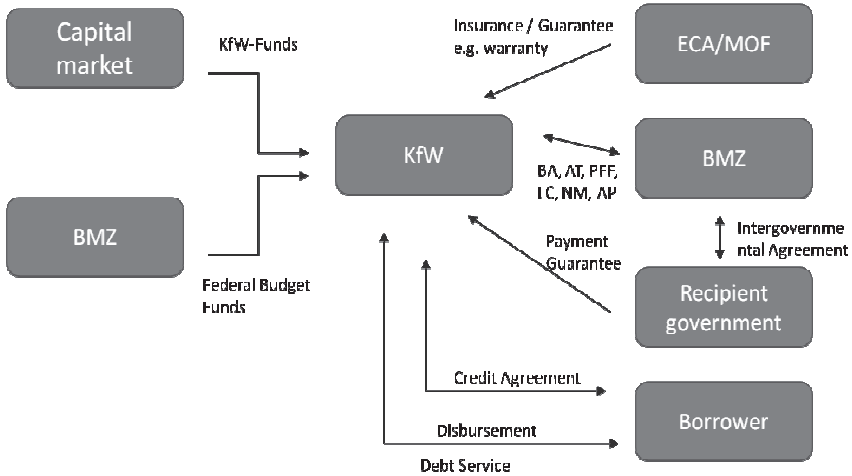 Capital
market
KfW-Funds
Insurance / Guarantee
e.g. warranty
ECA/MOF
KfW
BMZ
BA, AT, PFF,
LC, NM, AP
BMZ
Federal Budget
Funds
Payment
Guarantee
Intergovernme
ntal Agreement
Recipient
government
Credit Agreement
Borrower
Disbursement
Debt Service